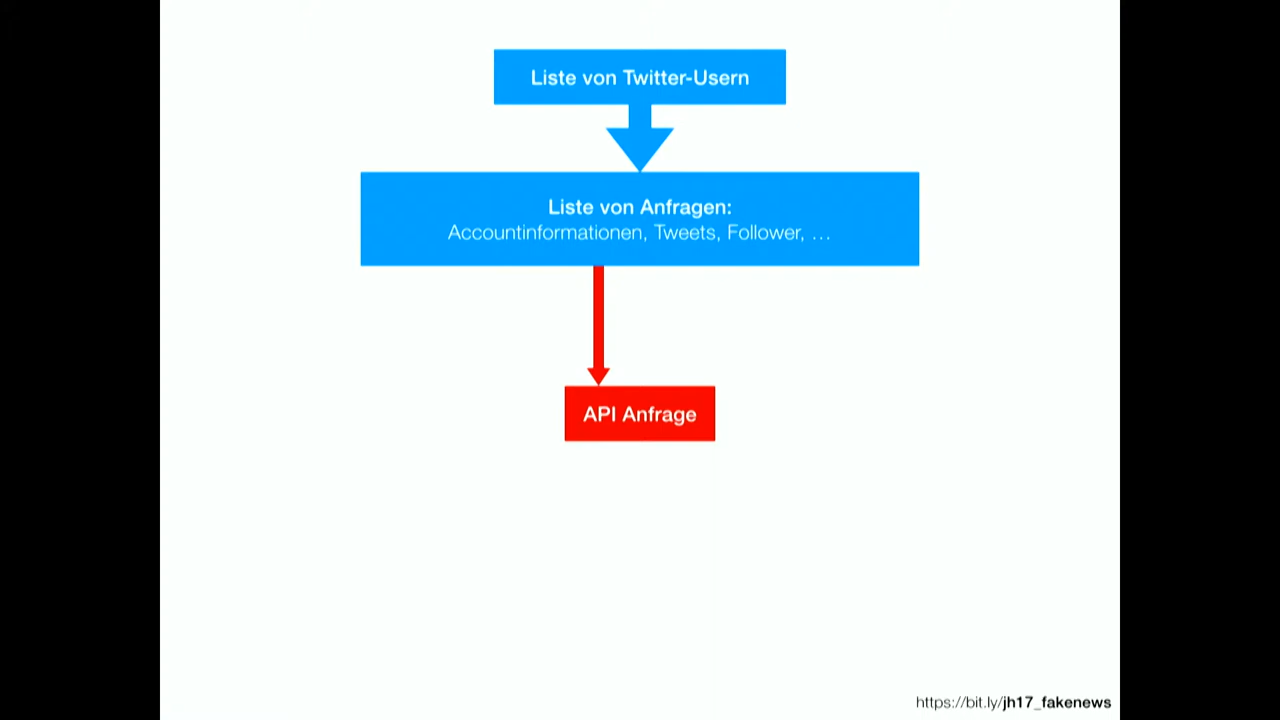 Liste von Twitter-Usern
Liste von Anfragen:
Accountinformationen, Tweets, Follower, …
API Anfrage
https://bit.ly/jh17_fakenews